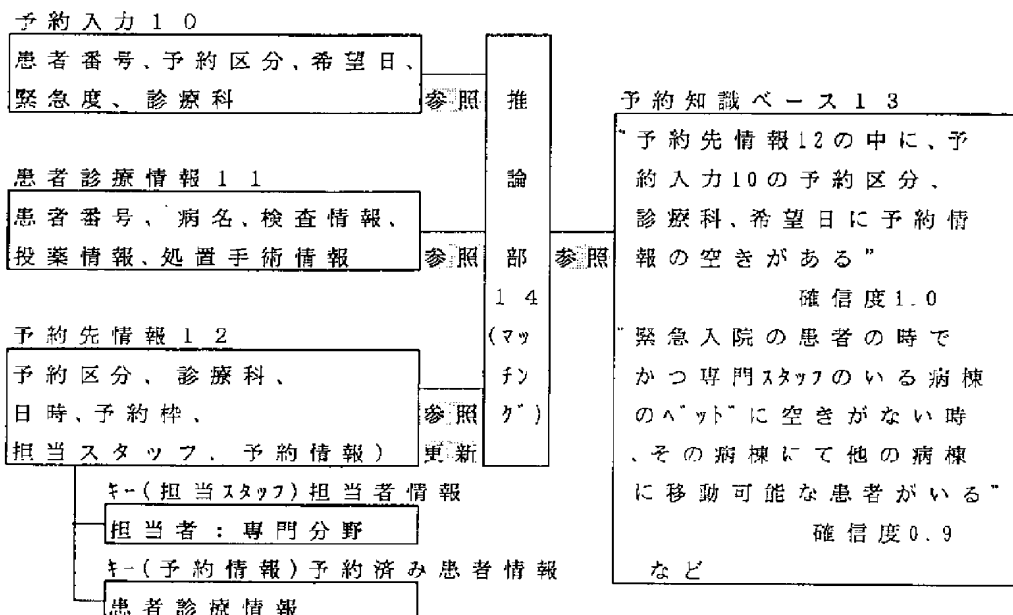 予約入力10
患者番号、予約区分、希望日、
緊急度、診療科
参照
患者診療情報11
患者番号、病名、検査情報、
投薬情報、処置手術情報
参照
予約先情報12
予約区分、診療科、
日時、予約枠、
担当スタッフ、予約情報)
参照
更新
キー(担当スタッフ)担当者情報
担当者:専門分野
キー(予約情報)予約済み患者情報
患者診療情報
推
論
部
14
(マッ
チン
グ)
参照
予約知識ベース13
"予約先情報12の中に、予
約入力10の予約区分、
診療科、希望日に予約情
報の空きがある"
確信度1.0
"緊急入院の患者の時で
かつ専門スタッフのいる病棟
のベッドに空きがない時
、その病棟にて他の病棟
に移動可能な患者がいる"
確信度0.9
など